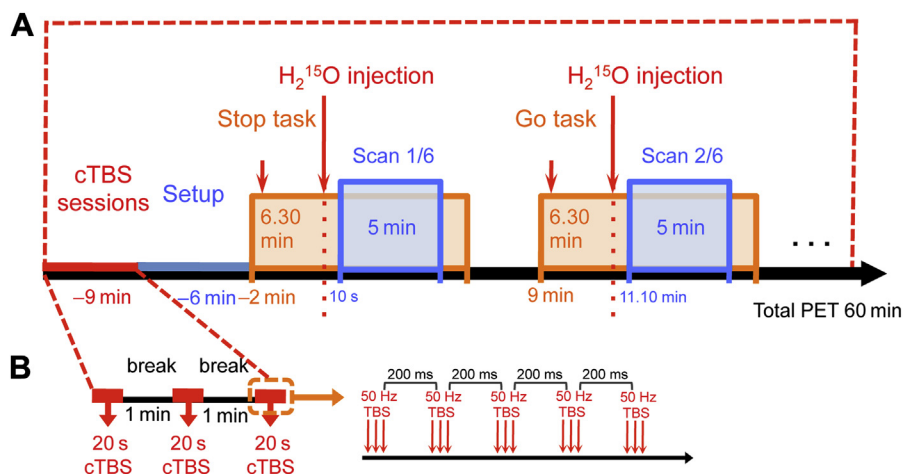 A
H₂¹⁵O injection
H₂¹⁵O injection
Stop task
Go task
Scan 1/6
Scan 2/6
cTBS
sessions
Setup
6.30
min
5 min
6.30
min
5 min
. . .
–9 min
–6 min
–2 min
10 s
9 min
11.10 min
Total PET 60 min
B
break
break
1 min
1 min
20 s
cTBS
20 s
cTBS
20 s
cTBS
200 ms
200 ms
200 ms
200 ms
50 Hz
TBS
50 Hz
TBS
50 Hz
TBS
50 Hz
TBS
50 Hz
TBS